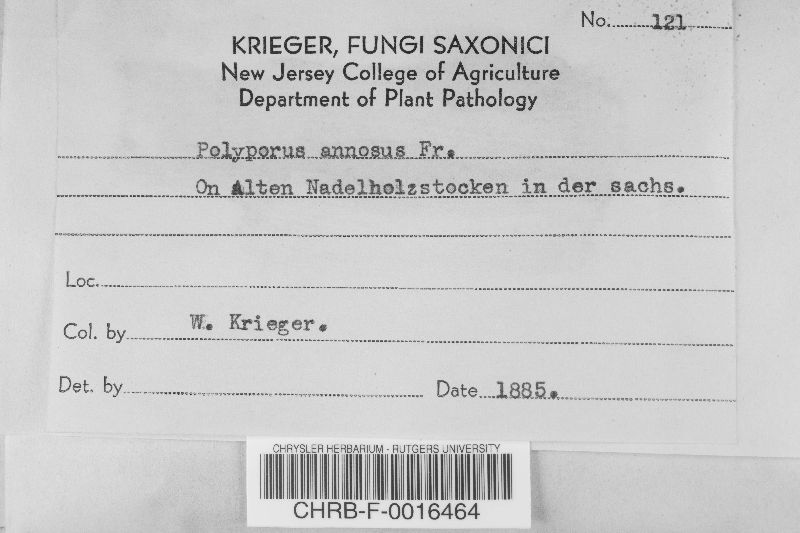 No. 121
KRIEGER, FUNGI SAXONICI
New Jersey College of Agriculture
Department of Plant Pathology
Polyporus annosus Fr.
On Alten Nadelholzstocken in der sachs.
Loc.
Col. by W. Krieger.
Det. by Date 1885.
CHRYSLER HERBARIUM - RUTGERS UNIVERSITY
CHRB-F-0016464